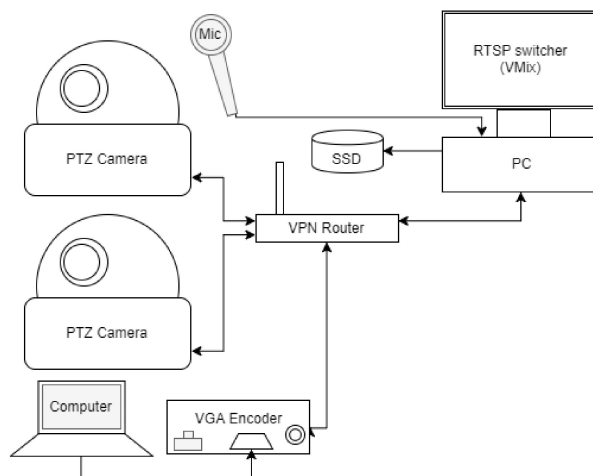 Mic
RTSP switcher
(VMix)
PTZ Camera
SSD
PC
VPN Router
PTZ Camera
Computer
VGA Encoder